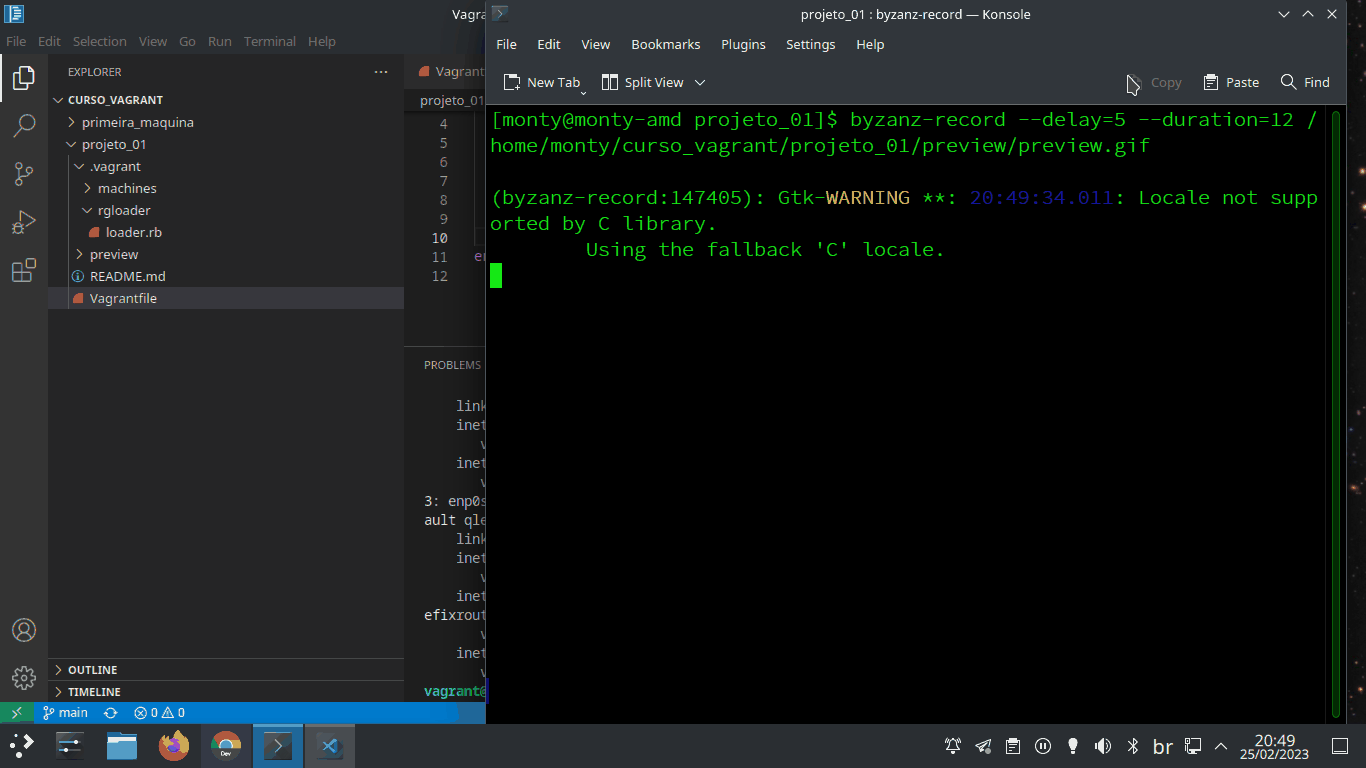 Vagra
File Edit Selection View Go Run Terminal Help
EXPLORER
CURSO_VAGRANT
primeira_maquina
projeto_01
.vagrant
machines
rgloader
loader.rb
preview
README.md
Vagrantfile
OUTLINE
TIMELINE
main 0 0
Vagrant
projeto_01
4
5
6
7
8
9
10
11 en
12
PROBLEMS
link
inet
v
inet
v
3: enp0s
ault qle
link
inet
v
inet
efixrout
v
inet
v
vagrant@
projeto_01 : byzanz-record — Konsole
File Edit View Bookmarks Plugins Settings Help
New Tab Split View Copy Paste Find
[monty@monty-amd projeto_01]$ byzanz-record --delay=5 --duration=12 /
home/monty/curso_vagrant/projeto_01/preview/preview.gif
(byzanz-record:147405): Gtk-WARNING **: 20:49:34.011: Locale not supp
orted by C library.
Using the fallback 'C' locale.
Dev
br
20:49
25/02/2023